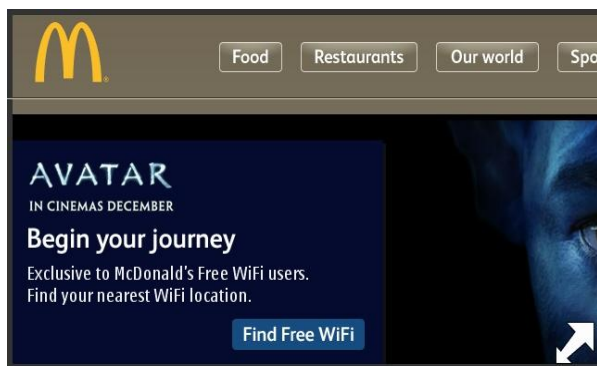 Food Restaurants Our world Spo
AVATAR
IN CINEMAS DECEMBER
Begin your journey
Exclusive to McDonald's Free WiFi users.
Find your nearest WiFi location.
Find Free WiFi